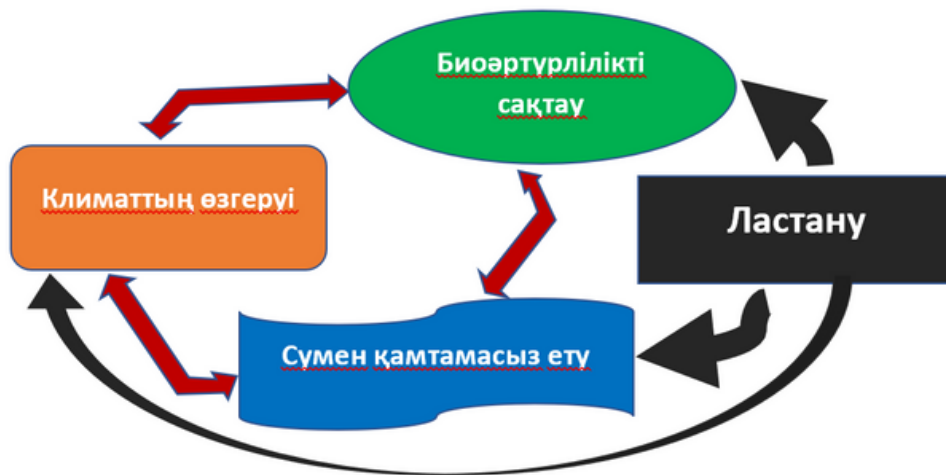 Биоәртүрлілікті
сақтау
Климаттың өзгеруі
Ластану
Сумен қамтамасыз ету